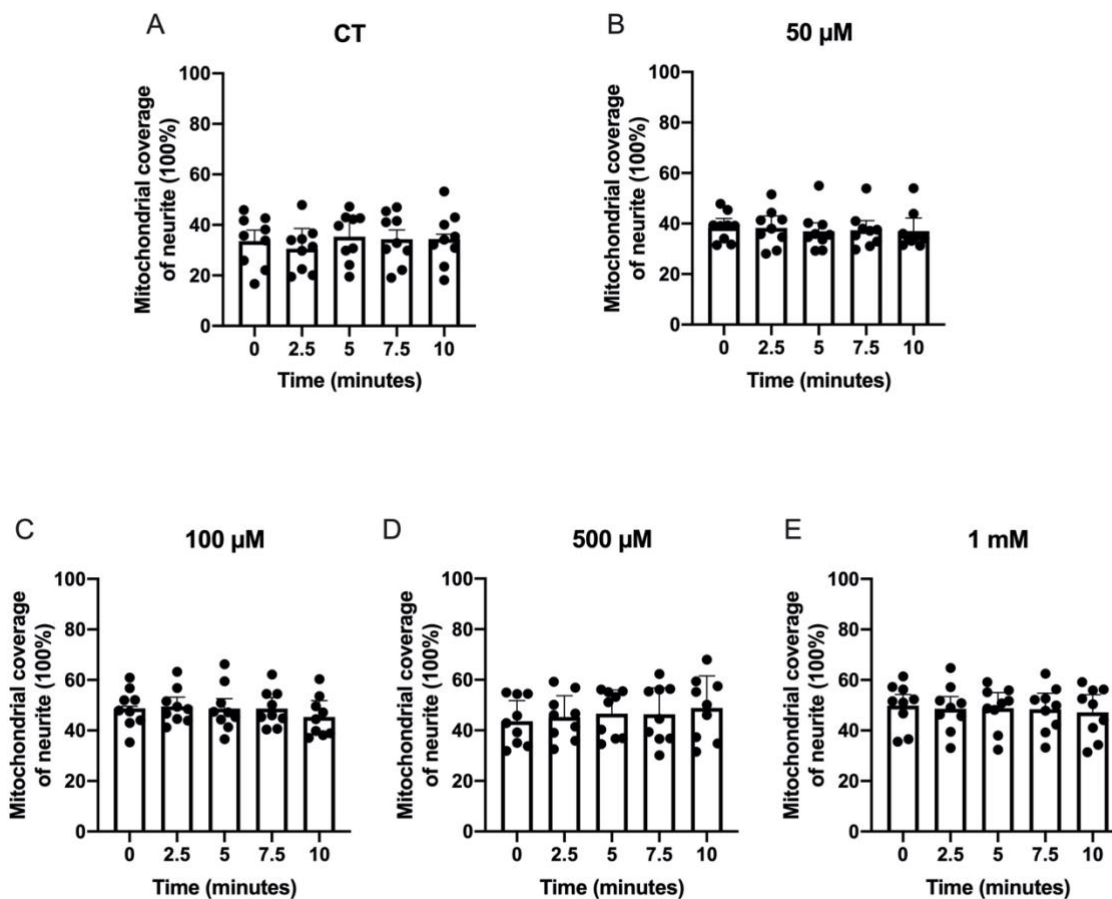 A
CT
Mitochondrial coverage
of neurite (100%)
100
80
60
40
20
0
0 2.5 5 7.5 10
Time (minutes)
B
50 µM
Mitochondrial coverage
of neurite (100%)
100
80
60
40
20
0
0 2.5 5 7.5 10
Time (minutes)
C
100 µM
Mitochondrial coverage
of neurite (100%)
100
80
60
40
20
0
0 2.5 5 7.5 10
Time (minutes)
D
500 µM
Mitochondrial coverage
of neurite (100%)
100
80
60
40
20
0
0 2.5 5 7.5 10
Time (minutes)
E
1 mM
Mitochondrial coverage
of neurite (100%)
100
80
60
40
20
0
0 2.5 5 7.5 10
Time (minutes)